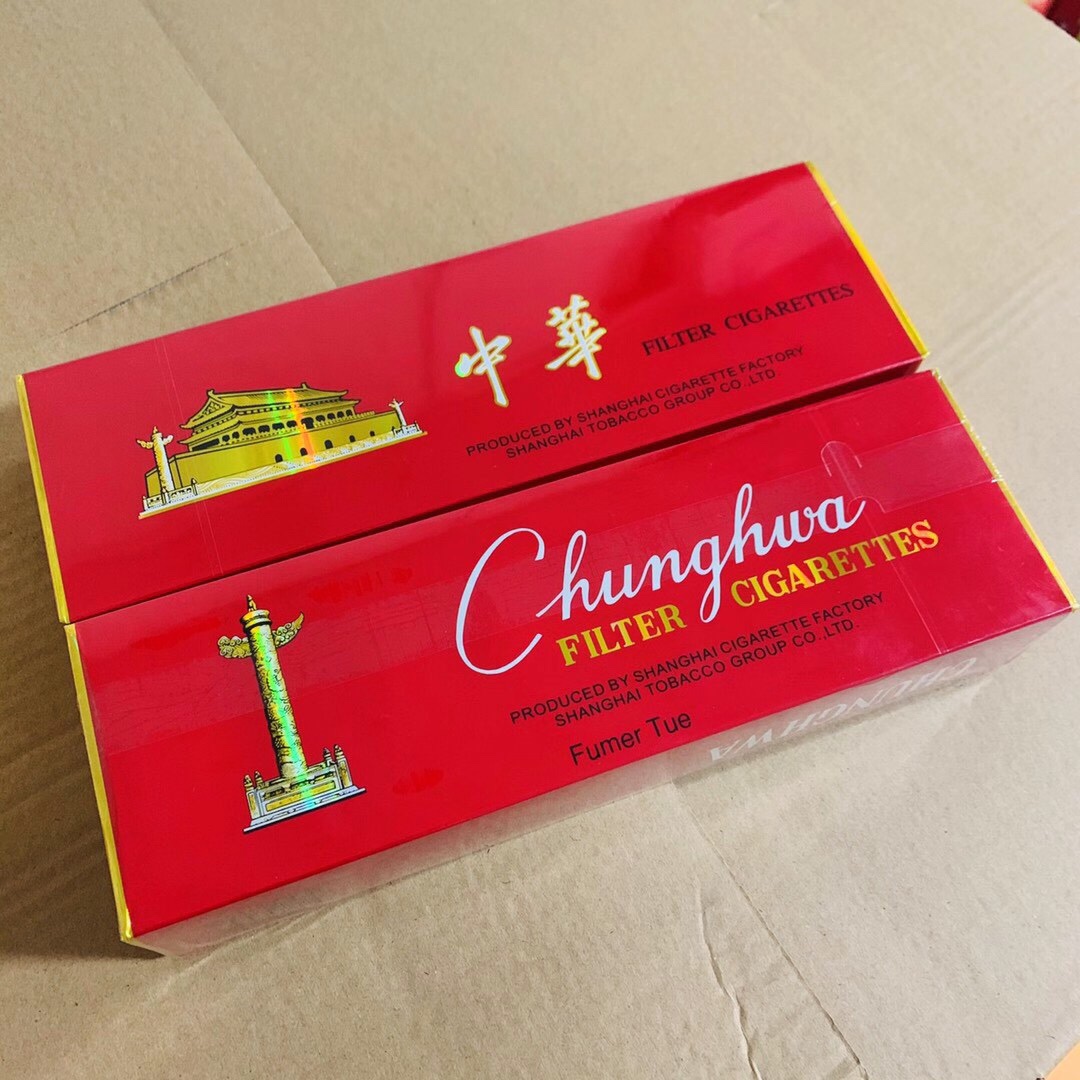 中華
FILTER CIGARETTES
PRODUCED BY SHANGHAI CIGARETTE FACTORY
SHANGHAI TOBACCO GROUP CO.,LTD
Chunghwa
FILTER CIGARETTES
PRODUCED BY SHANGHAI CIGARETTE FACTORY
SHANGHAI TOBACCO GROUP CO.,LTD.
Fumer Tue
CHUNGHWA